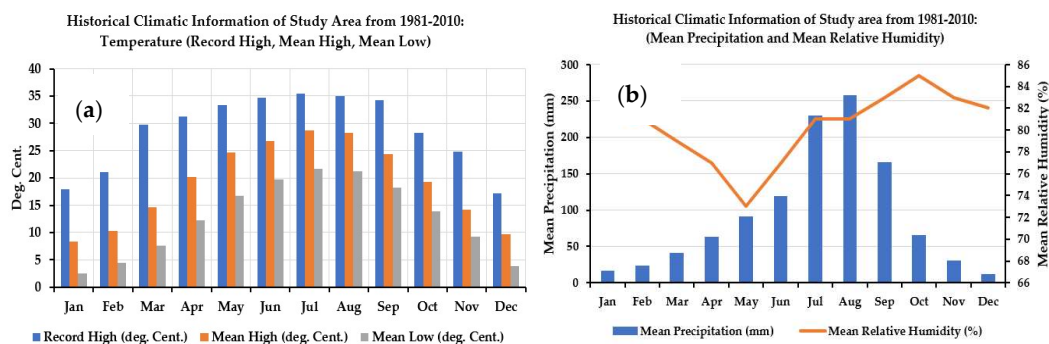 Historical Climatic Information of Study Area from 1981-2010:
Temperature (Record High, Mean High, Mean Low)
(a)
Deg. Cent.
40
35
30
25
20
15
10
5
0
Jan Feb Mar Apr May Jun Jul Aug Sep Oct Nov Dec
Record High (deg. Cent.) Mean High (deg. Cent.) Mean Low (deg. Cent.)
Historical Climatic Information of Study area from 1981-2010:
(Mean Precipitation and Mean Relative Humidity)
(b)
Mean Precipitation (mm)
300
250
200
150
100
50
0
86
84
82
80
78
76
74
72
70
68
66
Mean Relative Humidity (%)
Jan Feb Mar Apr May Jun Jul Aug Sep Oct Nov Dec
Mean Precipitation (mm) Mean Relative Humidity (%)